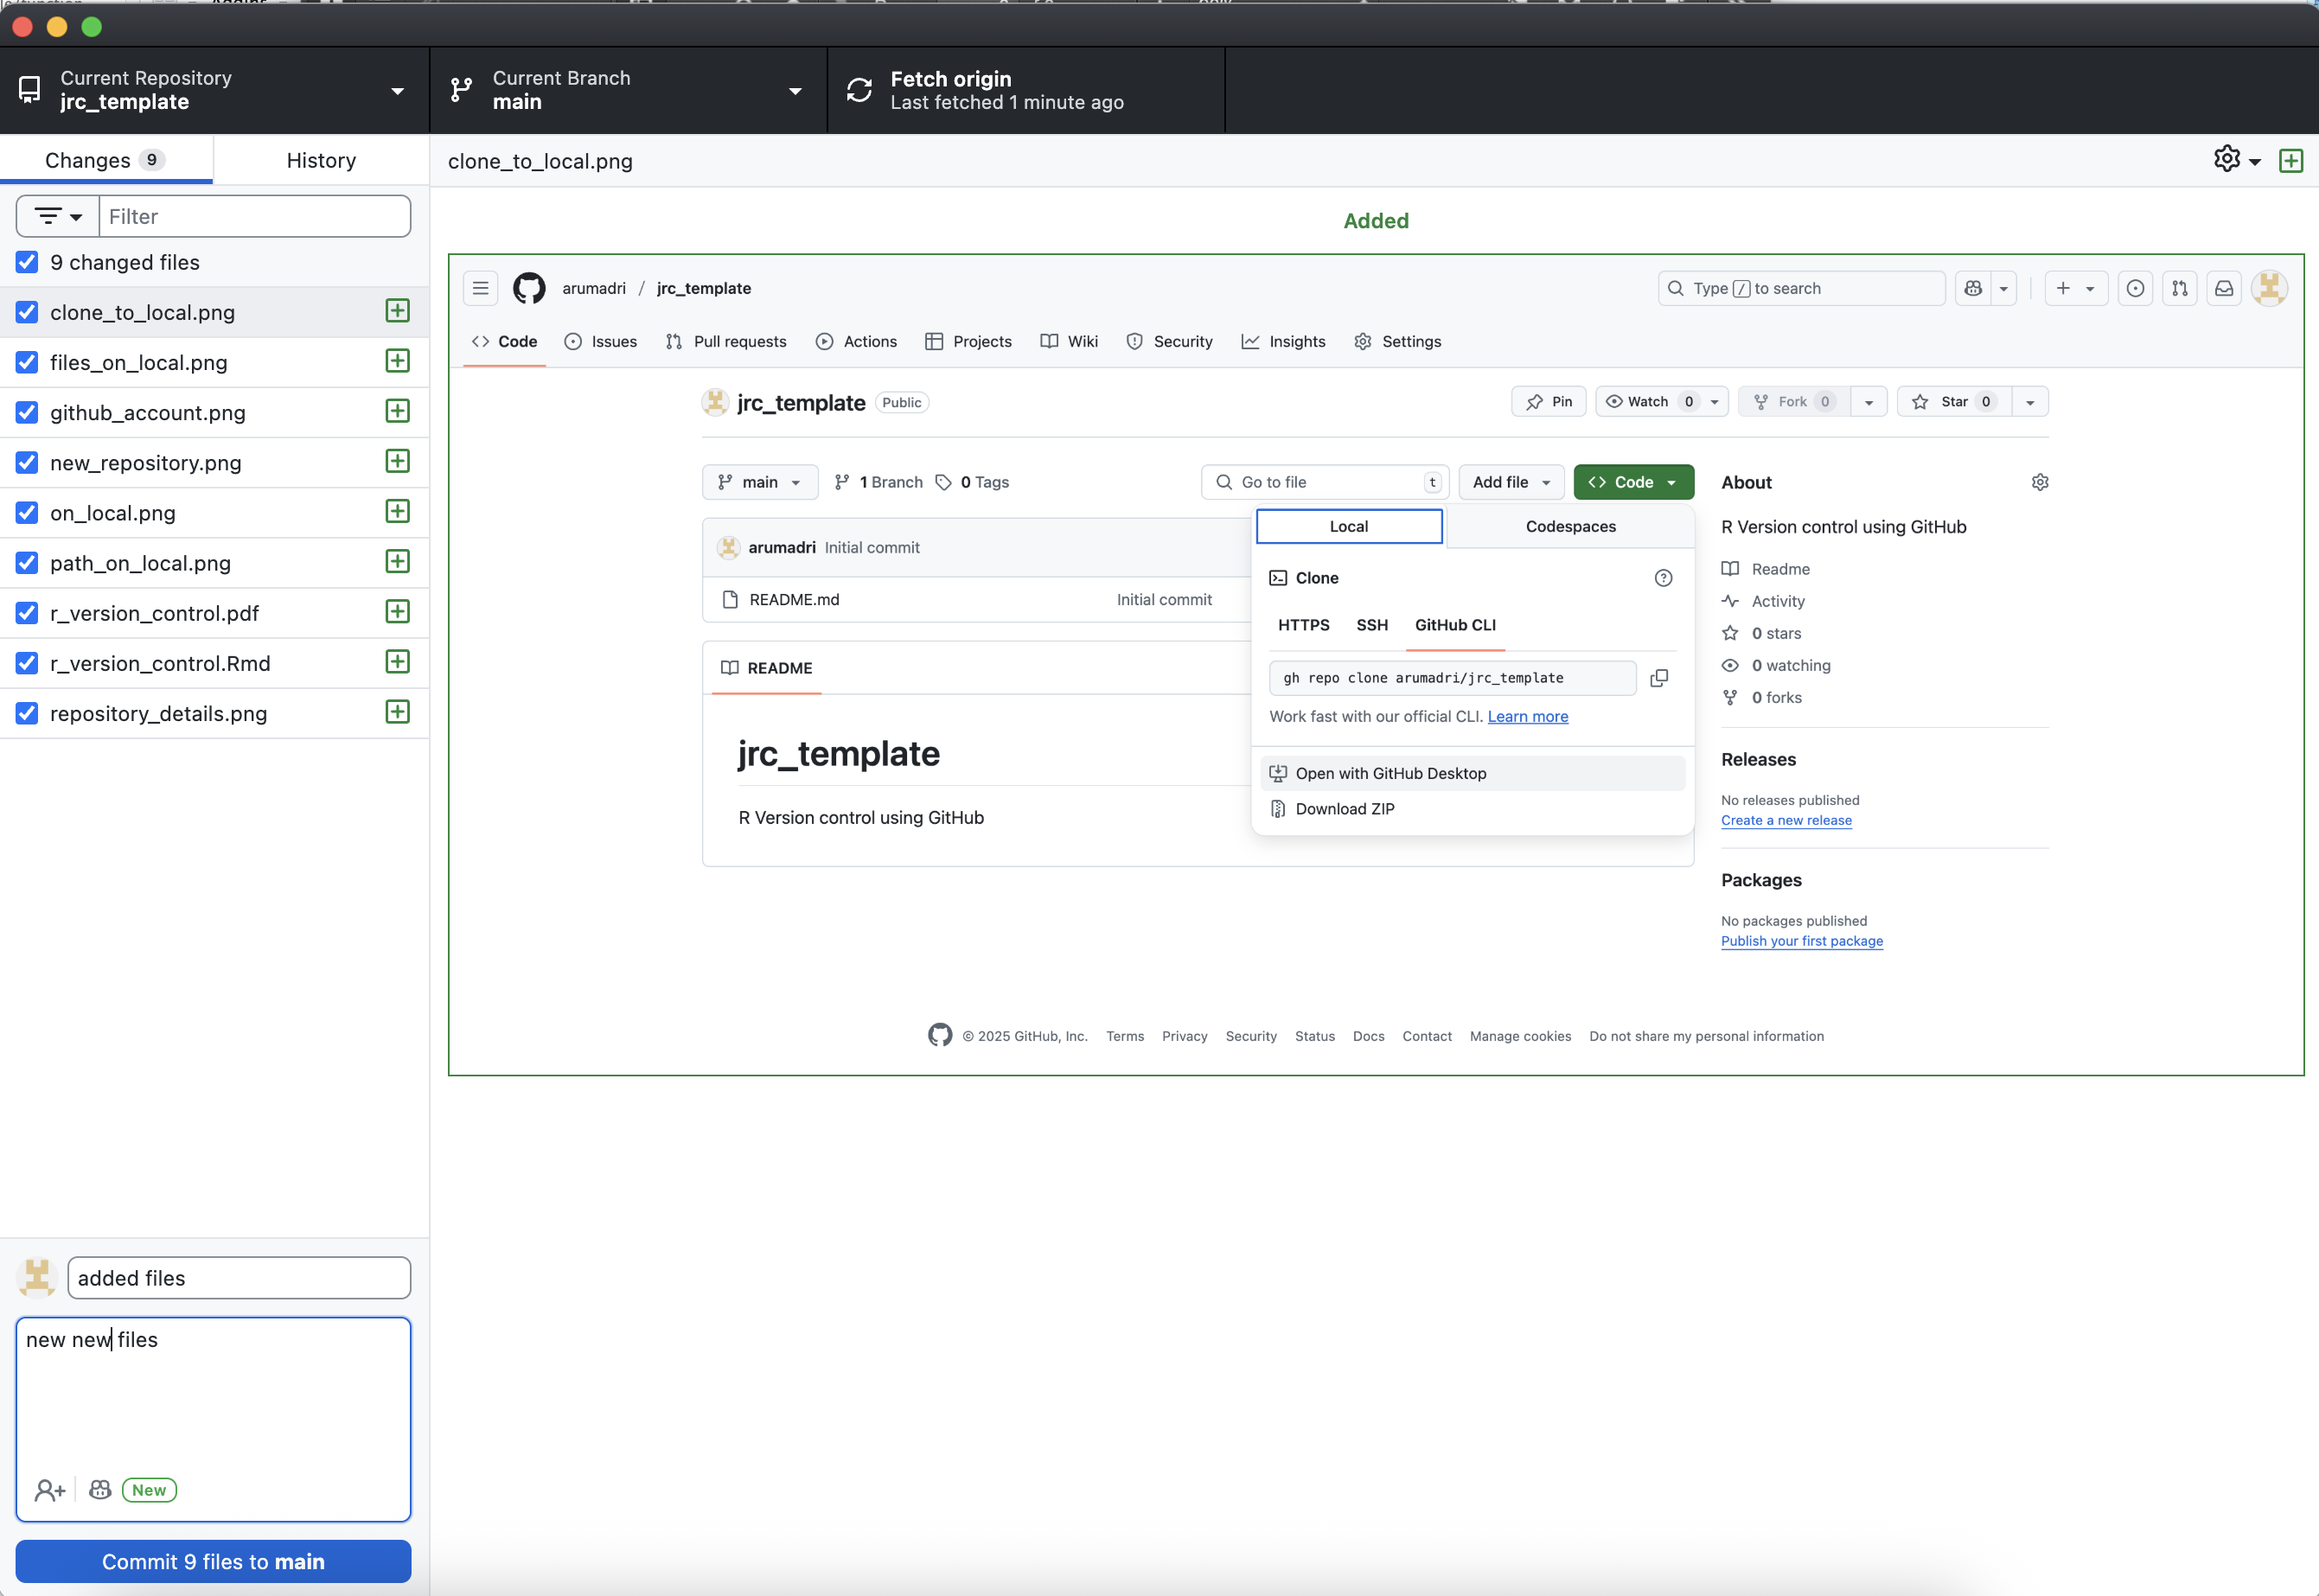 Current Repository
jrc_template
Current Branch
main
Fetch origin
Last fetched 1 minute ago
Changes 9
History
Filter
9 changed files
clone_to_local.png
files_on_local.png
github_account.png
new_repository.png
on_local.png
path_on_local.png
r_version_control.pdf
r_version_control.Rmd
repository_details.png
added files
new new files
New
Commit 9 files to main
clone_to_local.png
Added
arumadri / jrc_template
Type / to search
Code Issues Pull requests Actions Projects Wiki Security Insights Settings
jrc_template Public
Pin Watch 0 Fork 0 Star 0
main 1 Branch 0 Tags
Go to file t
Add file
Code
arumadri Initial commit
README.md Initial commit
README
jrc_template
R Version control using GitHub
Local Codespaces
Clone
HTTPS SSH GitHub CLI
gh repo clone arumadri/jrc_template
Work fast with our official CLI. Learn more
Open with GitHub Desktop
Download ZIP
About
R Version control using GitHub
Readme
Activity
0 stars
0 watching
0 forks
Releases
No releases published
Create a new release
Packages
No packages published
Publish your first package
© 2025 GitHub, Inc. Terms Privacy Security Status Docs Contact Manage cookies Do not share my personal information